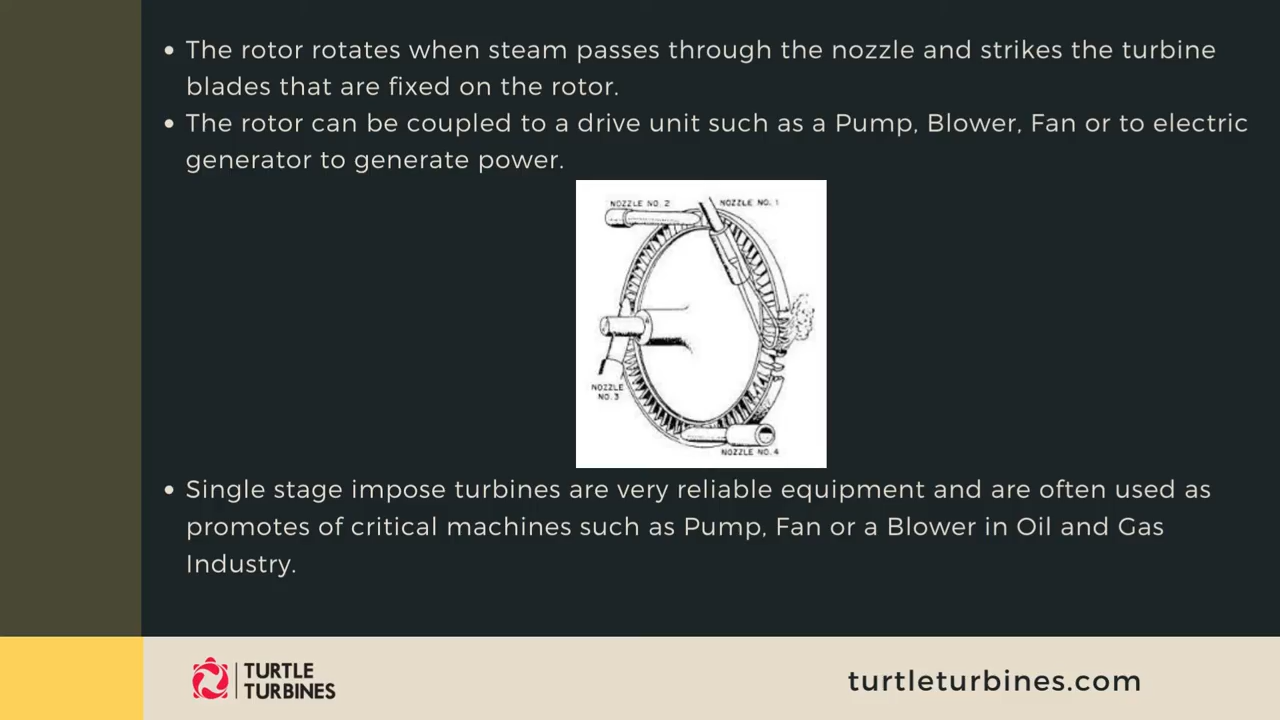 • The rotor rotates when steam passes through the nozzle and strikes the turbine
blades that are fixed on the rotor.
• The rotor can be coupled to a drive unit such as a Pump, Blower, Fan or to electric
generator to generate power.
NOZZLE NO. 2
NOZZLE NO. 1
NOZZLE
NO. 3
NOZZLE NO. 4
• Single stage impose turbines are very reliable equipment and are often used as
promotes of critical machines such as Pump, Fan or a Blower in Oil and Gas
Industry.
TURTLE
TURBINES
turtleturbines.com